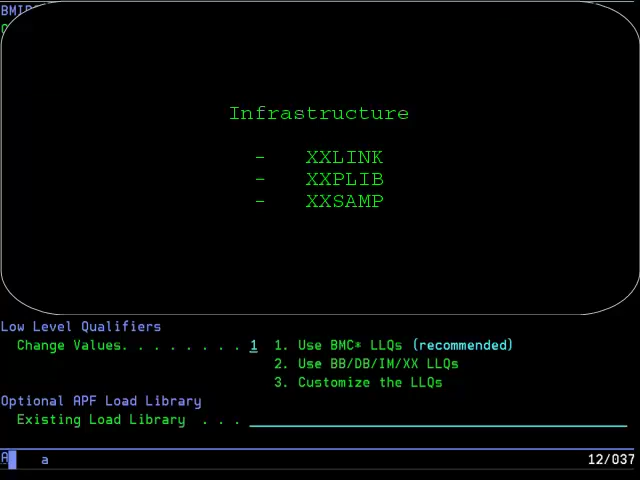 Infrastructure
- XXLINK
- XXPLIB
- XXSAMP
Low Level Qualifiers
Change Values. . . . . . . . 1 1. Use BMC* LLQs (recommended)
2. Use BB/DB/IM/XX LLQs
3. Customize the LLQs
Optional APF Load Library
Existing Load Library . . .
A a 12/037